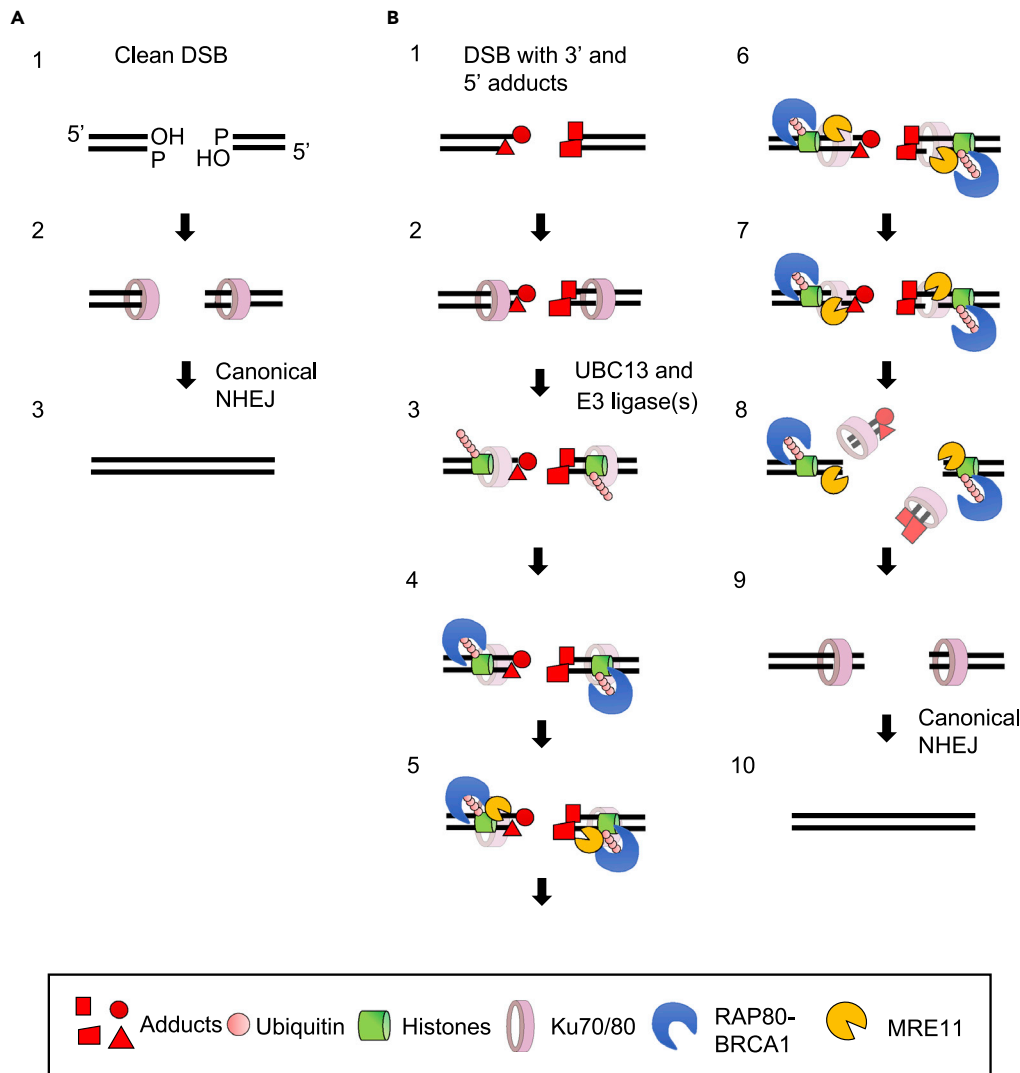 A
1
Clean DSB
5’
OH
P
P
HO
5’
2
Canonical
NHEJ
3
B
1
DSB with 3’ and
5’ adducts
2
UBC13 and
E3 ligase(s)
3
4
5
6
7
8
9
Canonical
NHEJ
10
Adducts
Ubiquitin
Histones
Ku70/80
RAP80-
BRCA1
MRE11